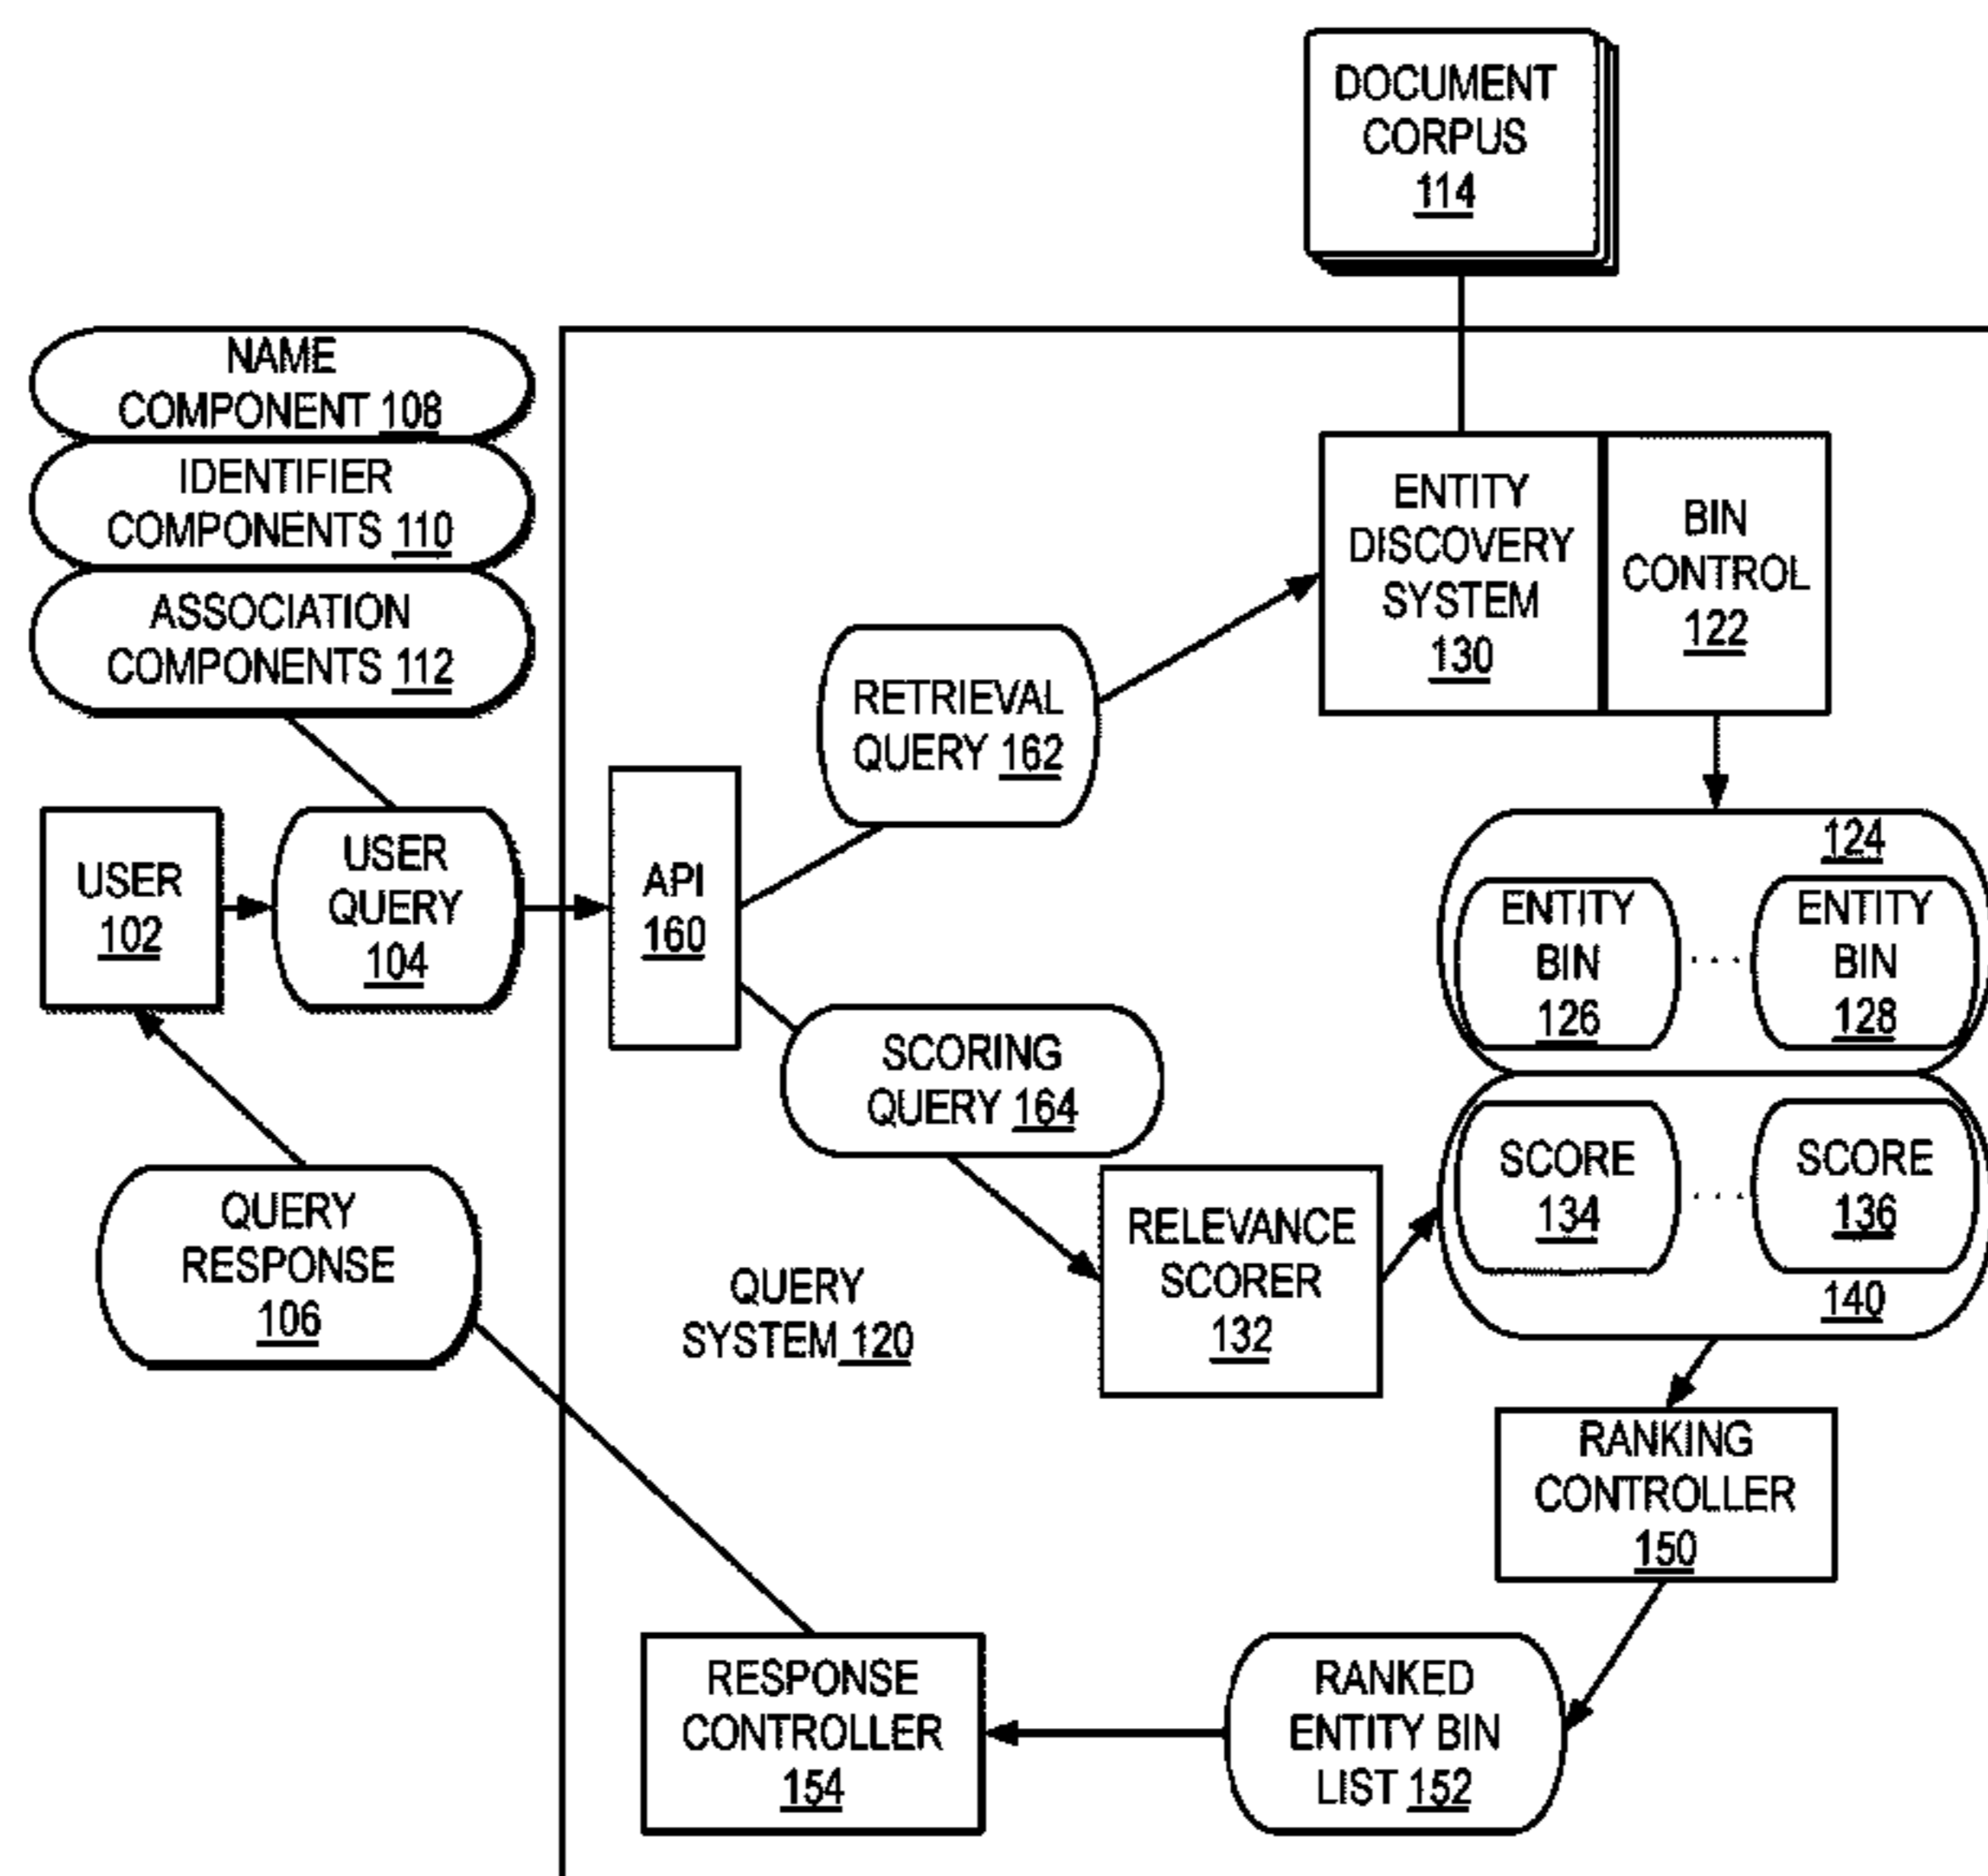 DOCUMENT
CORPUS
114
NAME
COMPONENT 108
IDENTIFIER
COMPONENTS 110
ASSOCIATION
COMPONENTS 112
ENTITY
DISCOVERY
SYSTEM
130
BIN
CONTROL
122
RETRIEVAL
QUERY 162
USER
102
USER
QUERY
104
API
160
124
ENTITY
BIN
126
...
ENTITY
BIN
128
SCORING
QUERY 164
SCORE
134
...
SCORE
136
140
QUERY
RESPONSE
106
QUERY
SYSTEM 120
RELEVANCE
SCORER
132
RANKING
CONTROLLER
150
RESPONSE
CONTROLLER
154
RANKED
ENTITY BIN
LIST 152